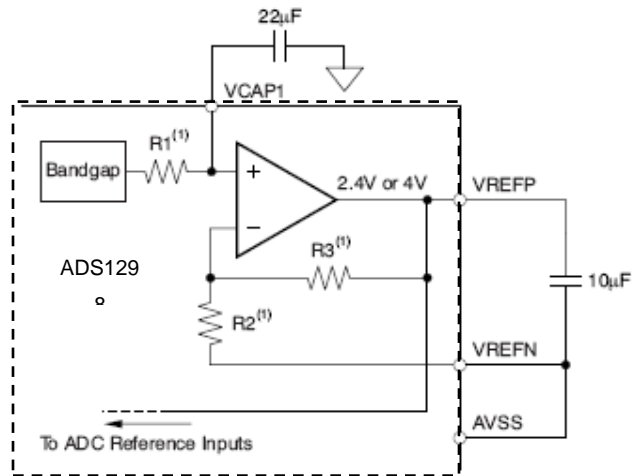 22µF
VCAP1
R1(1)
Bandgap
+
2.4V or 4V
VREFP
−
R3(1)
ADS129
10µF
R2(1)
VREFN
AVSS
To ADC Reference Inputs